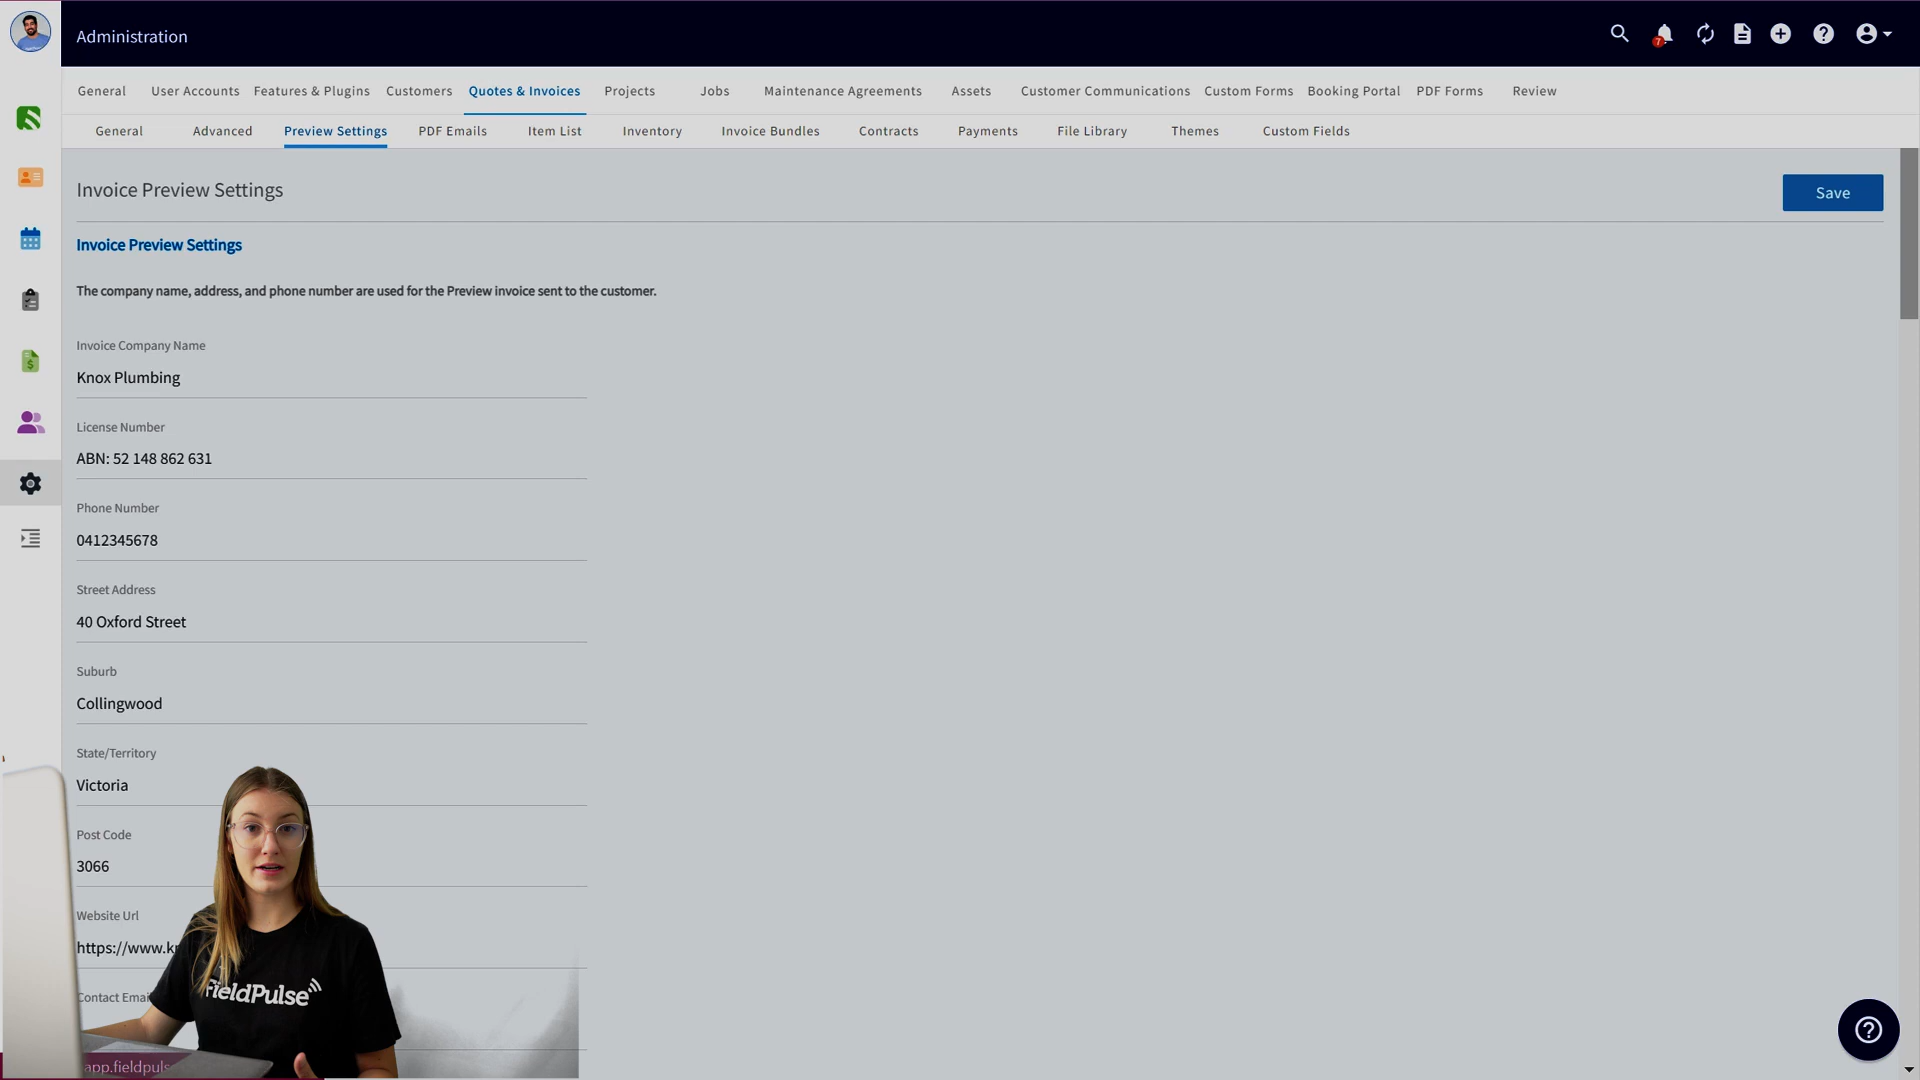 Administration
7
General User Accounts Features & Plugins Customers Quotes & Invoices Projects Jobs Maintenance Agreements Assets Customer Communications Custom Forms Booking Portal PDF Forms Review
General Advanced Preview Settings PDF Emails Item List Inventory Invoice Bundles Contracts Payments File Library Themes Custom Fields
Invoice Preview Settings
Save
Invoice Preview Settings
The company name, address, and phone number are used for the Preview invoice sent to the customer.
Invoice Company Name
Knox Plumbing
License Number
ABN: 52 148 862 631
Phone Number
0412345678
Street Address
40 Oxford Street
Suburb
Collingwood
State/Territory
Victoria
Post Code
3066
Website Url
https://www.kn
Contact Emai
FieldPulse
app.fieldpuls